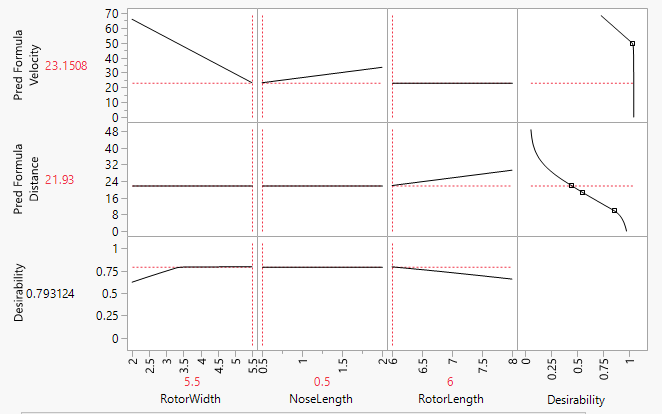 70
60
50
40
30
20
10
0
Pred Formula
Velocity
23.1508
48
40
32
24
16
8
0
Pred Formula
Distance
21.93
1
0.75
0.5
0.25
0
Desirability
0.793124
2 2.5 3 3.5 4 4.5 5 5.5
0.5 1 1.5 2
6 6.5 7 7.5 8
0 0.25 0.5 0.75 1
5.5 0.5 6
RotorWidth NoseLength RotorLength Desirability